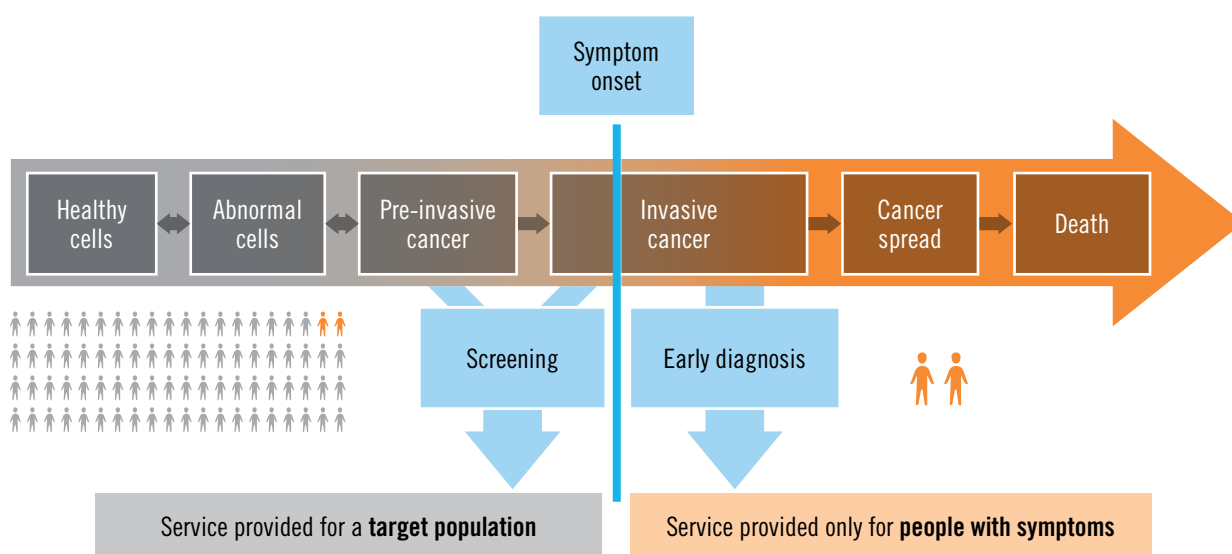 Symptom
onset
Healthy
cells
Abnormal
cells
Pre-invasive
cancer
Invasive
cancer
Cancer
spread
Death
Screening
Early diagnosis
Service provided for a target population
Service provided only for people with symptoms